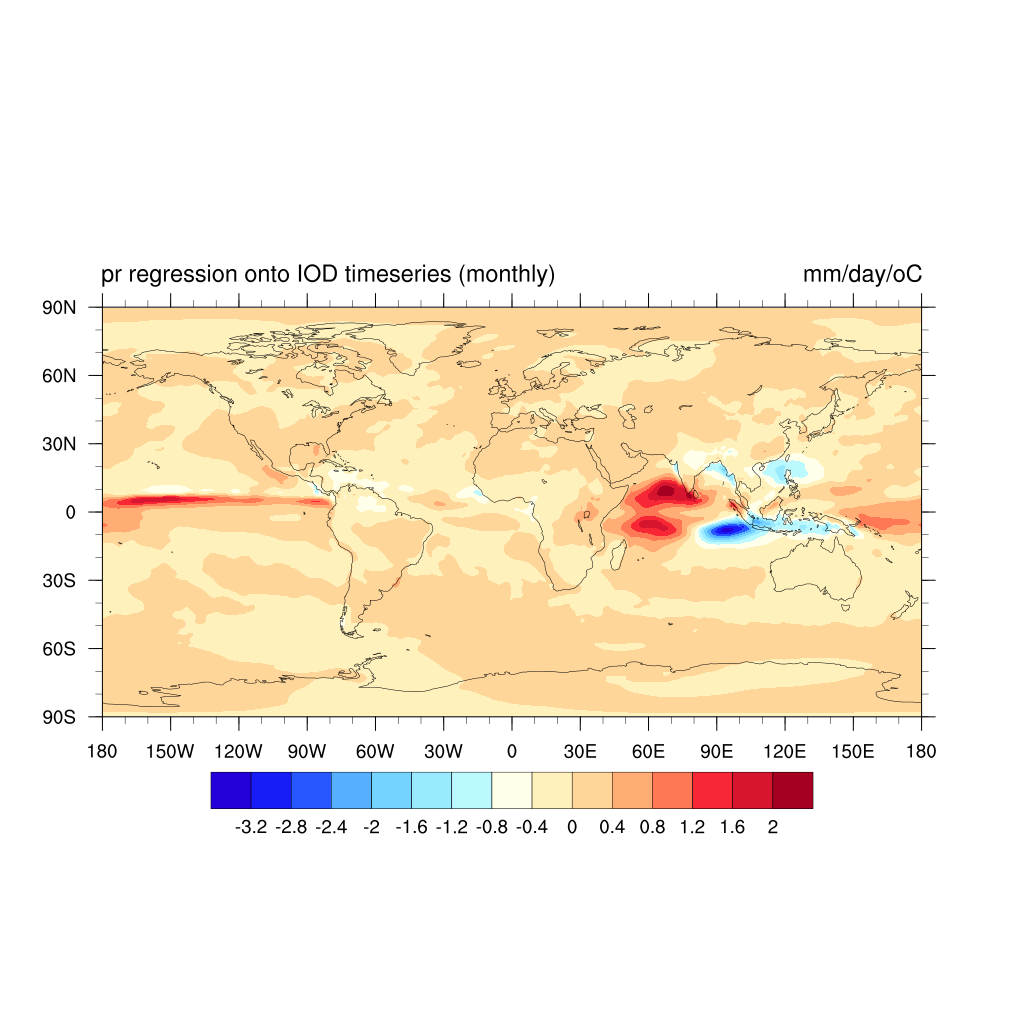 pr regression onto IOD timeseries (monthly) mm/day/oC
90N
60N
30N
0
30S
60S
90S
180 150W 120W 90W 60W 30W 0 30E 60E 90E 120E 150E 180
-3.2 -2.8 -2.4 -2 -1.6 -1.2 -0.8 -0.4 0 0.4 0.8 1.2 1.6 2